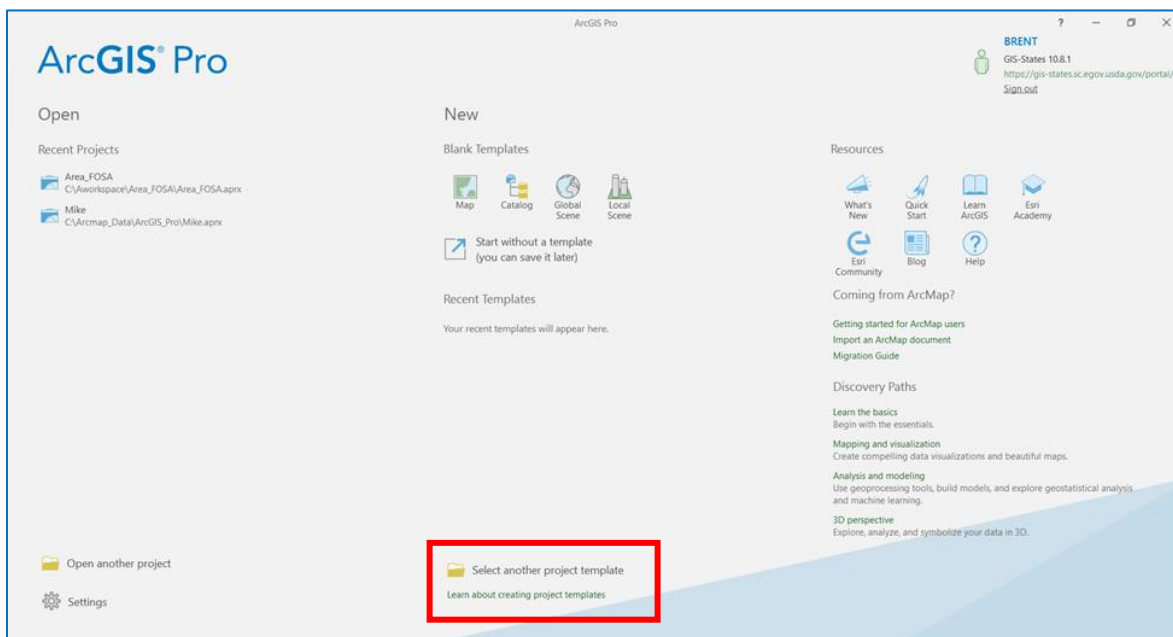 ArcGIS Pro
ArcGIS® Pro
?
BRENT
GIS-States 10.8.1
https://gis-states.sc.egov.usda.gov/portal/
Sign out
Open
Recent Projects
Area_FOSA
C:\Aworkspace\Area_FOSA\Area_FOSA.aprx
Mike
C:\Arcmap_Data\ArcGIS_Pro\Mike.aprx
Open another project
Settings
New
Blank Templates
Map
Catalog
Global
Scene
Local
Scene
Start without a template
(you can save it later)
Recent Templates
Your recent templates will appear here.
Select another project template
Learn about creating project templates
Resources
What's
New
Quick
Start
Learn
ArcGIS
Esri
Academy
Esri
Community
Blog
Help
Coming from ArcMap?
Getting started for ArcMap users
Import an ArcMap document
Migration Guide
Discovery Paths
Learn the basics
Begin with the essentials.
Mapping and visualization
Create compelling data visualizations and beautiful maps.
Analysis and modeling
Use geoprocessing tools, build models, and explore geostatistical analysis
and machine learning.
3D perspective
Explore, analyze, and symbolize your data in 3D.